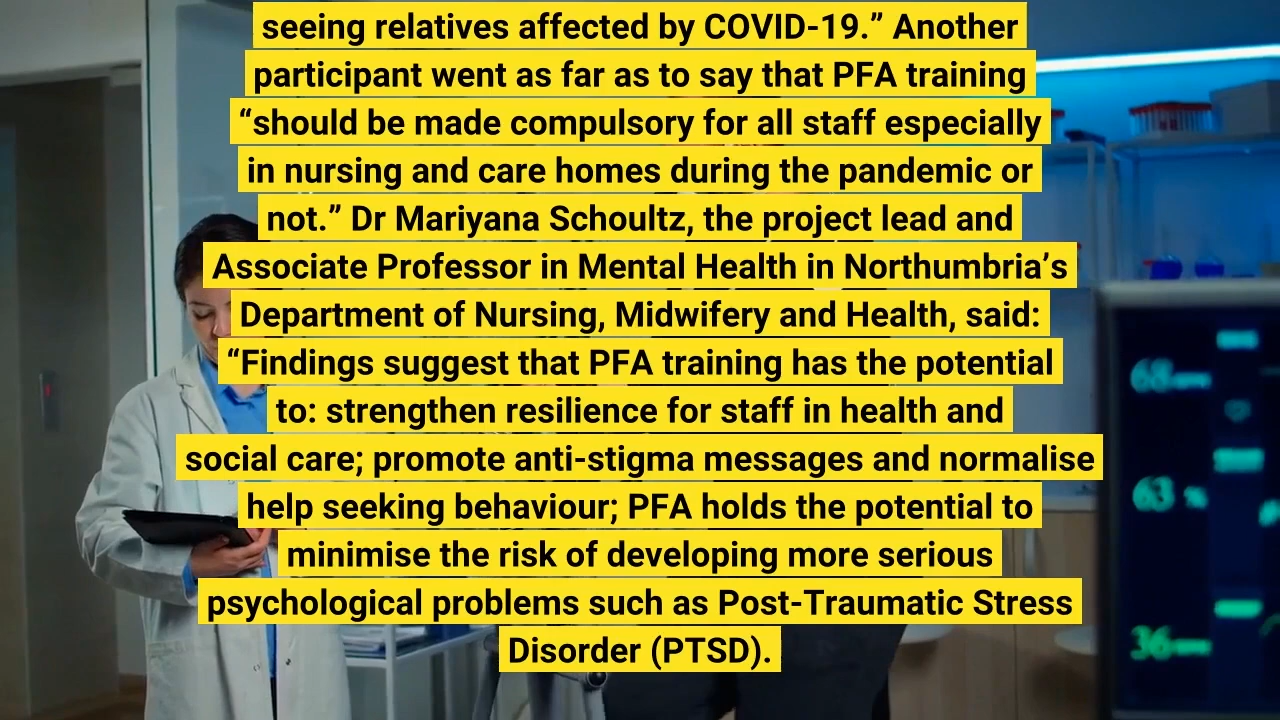 seeing relatives affected by COVID-19.” Another
participant went as far as to say that PFA training
“should be made compulsory for all staff especially
in nursing and care homes during the pandemic or
not.” Dr Mariyana Schoultz, the project lead and
Associate Professor in Mental Health in Northumbria’s
Department of Nursing, Midwifery and Health, said:
“Findings suggest that PFA training has the potential
to: strengthen resilience for staff in health and
social care; promote anti-stigma messages and normalise
help seeking behaviour; PFA holds the potential to
minimise the risk of developing more serious
psychological problems such as Post-Traumatic Stress
Disorder (PTSD).
68
63 %
36